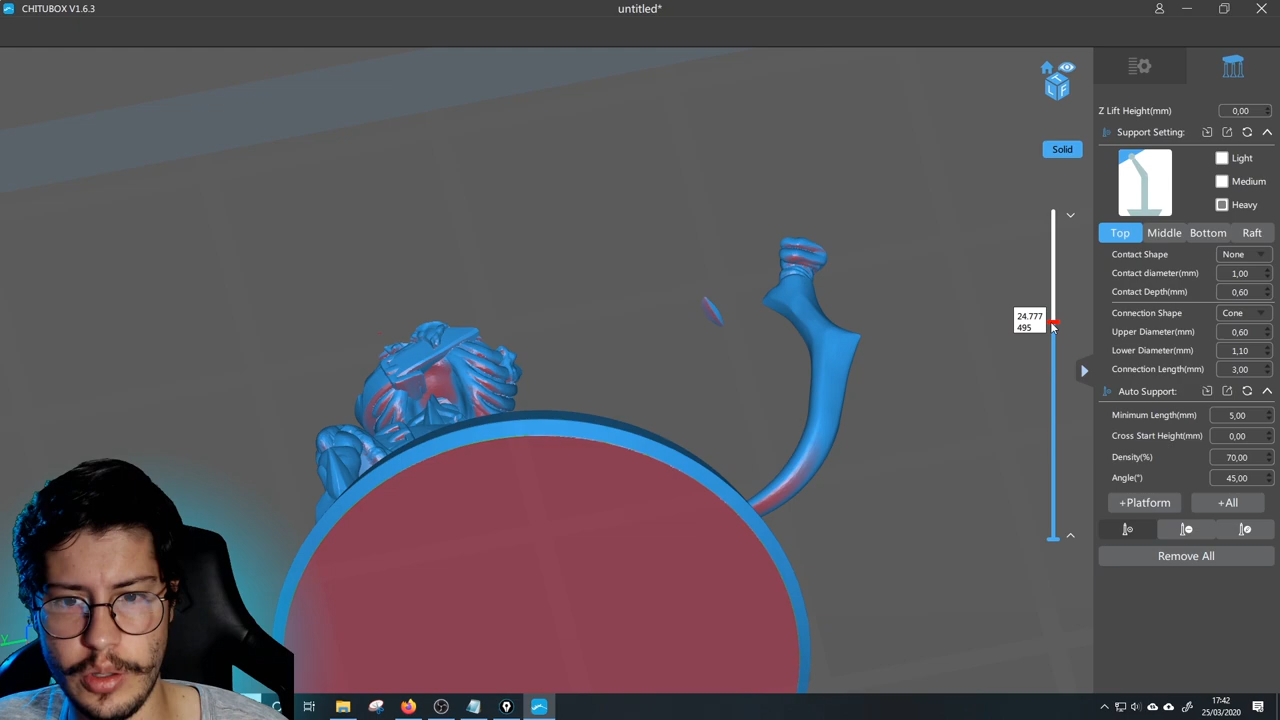 CHITUBOX V1.6.3
untitled*
Z Lift Height(mm) 0,00
Support Setting:
Light
Medium
Heavy
Top Middle Bottom Raft
Contact Shape None
Contact diameter(mm) 1,00
Contact Depth(mm) 0,60
Connection Shape Cone
Upper Diameter(mm) 0,60
Lower Diameter(mm) 1,10
Connection Length(mm) 3,00
Auto Support:
Minimum Length(mm) 5,00
Cross Start Height(mm) 0,00
Density(%) 70,00
Angle(°) 45,00
+Platform +All
Remove All
Solid
T
L F
24.777
495
Y
17:42
25/03/2020